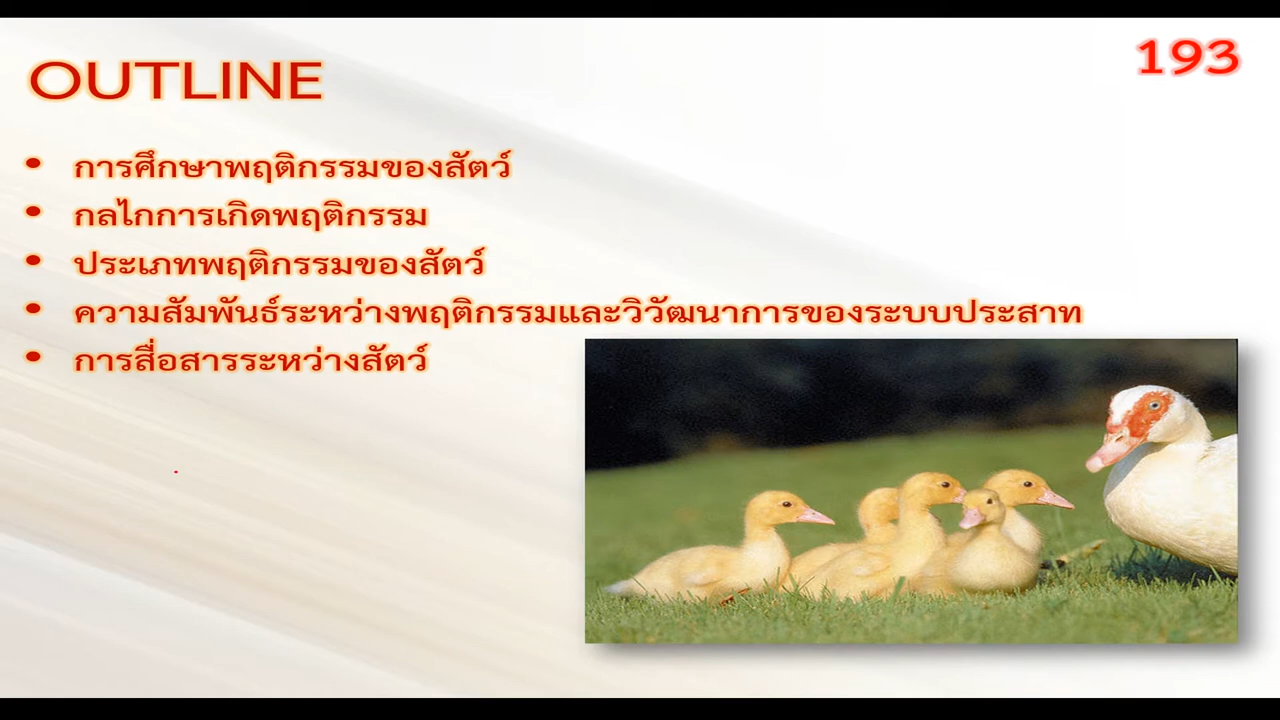 193
OUTLINE
• การศึกษาพฤติกรรมของสัตว์
• กลไกการเกิดพฤติกรรม
• ประเภทพฤติกรรมของสัตว์
• ความสัมพันธ์ระหว่างพฤติกรรมและวิวัฒนาการของระบบประสาท
• การสื่อสารระหว่างสัตว์